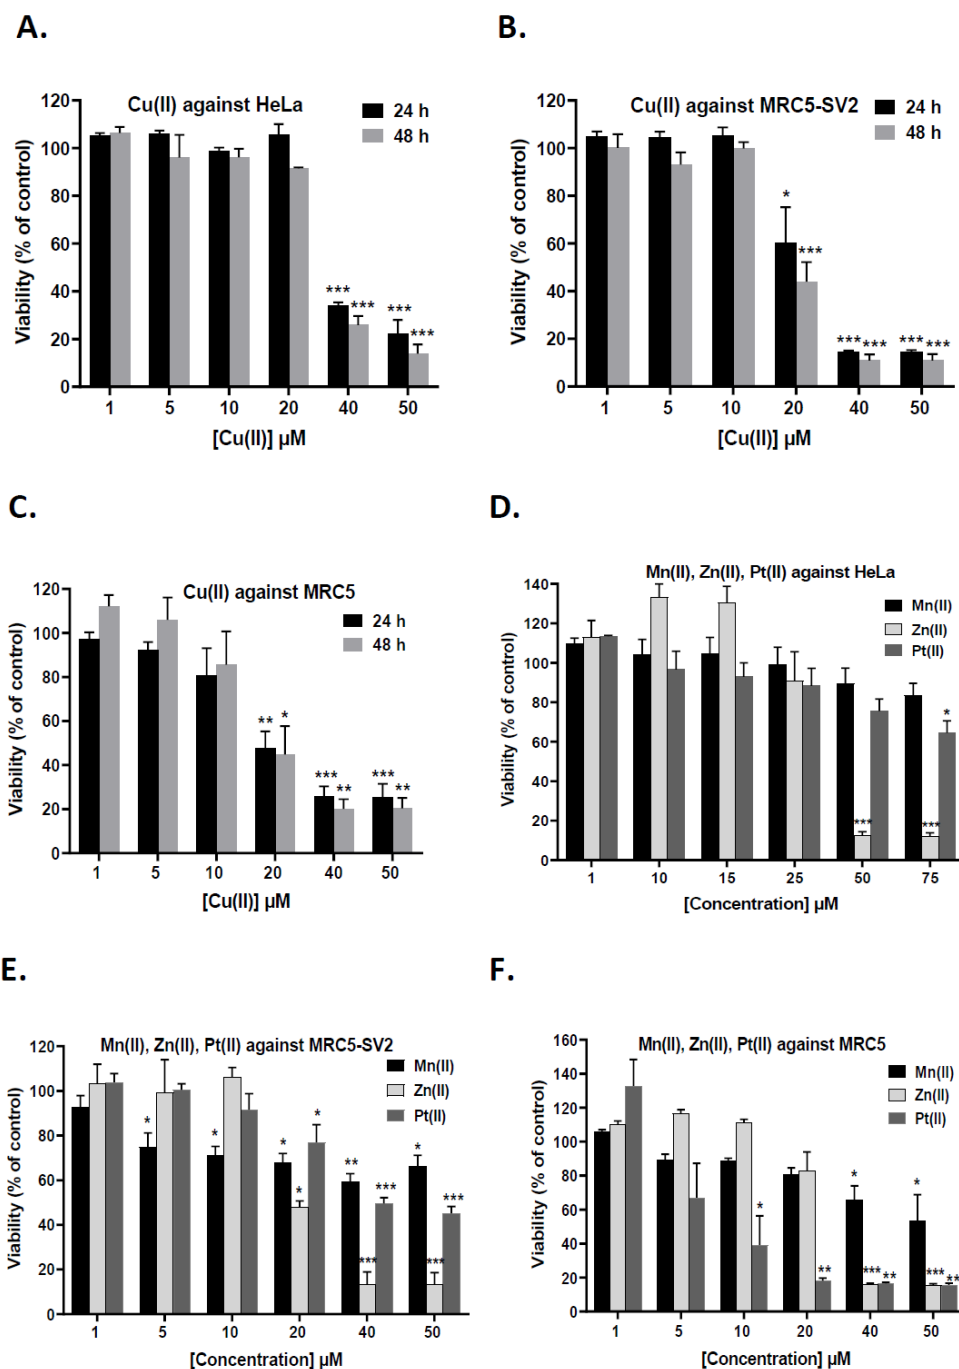 A.
Cu(II) against HeLa
24 h
48 h
Viability (% of control)
120
100
80
60
40
20
0
*** *** *** ***
1 5 10 20 40 50
[Cu(II)] µM
B.
Cu(II) against MRC5-SV2
24 h
48 h
Viability (% of control)
120
100
80
60
40
20
0
* *** *** *** *** ***
1 5 10 20 40 50
[Cu(II)] µM
C.
Cu(II) against MRC5
24 h
48 h
Viability (% of control)
120
100
80
60
40
20
0
** * *** ** *** **
1 5 10 20 40 50
[Cu(II)] µM
D.
Mn(II), Zn(II), Pt(II) against HeLa
Mn(II)
Zn(II)
Pt(II)
Viability (% of control)
140
120
100
80
60
40
20
0
*** *** *
1 10 15 25 50 75
[Concentration] µM
E.
Mn(II), Zn(II), Pt(II) against MRC5-SV2
Mn(II)
Zn(II)
Pt(II)
Viability (% of control)
120
100
80
60
40
20
0
* * * * * ** *** *** * *** ***
1 5 10 20 40 50
[Concentration] µM
F.
Mn(II), Zn(II), Pt(II) against MRC5
Mn(II)
Zn(II)
Pt(II)
Viability (% of control)
160
140
120
100
80
60
40
20
0
* ** * *** ** * *** **
1 5 10 20 40 50
[Concentration] µM